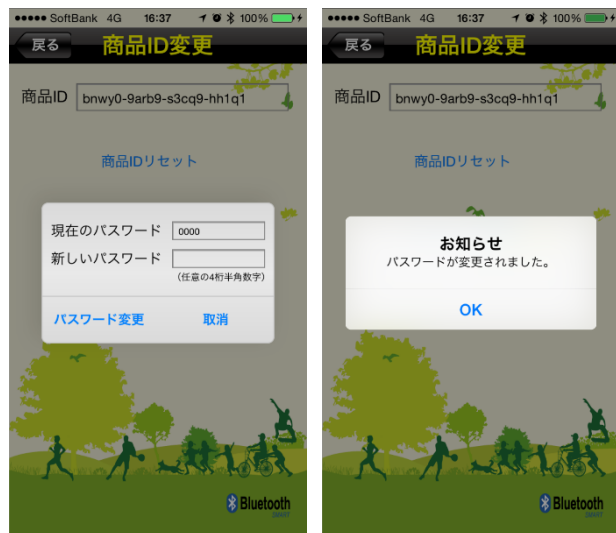 SoftBank 4G 16:37 100%
戻る 商品ID変更
商品ID bnwy0-9arb9-s3cq9-hh1q1
商品IDリセット
現在のパスワード 0000
新しいパスワード
(任意の4桁半角数字)
パスワード変更 取消
Bluetooth
SMART
SoftBank 4G 16:37 100%
戻る 商品ID変更
商品ID bnwy0-9arb9-s3cq9-hh1q1
商品IDリセット
お知らせ
パスワードが変更されました。
OK
Bluetooth
SMART